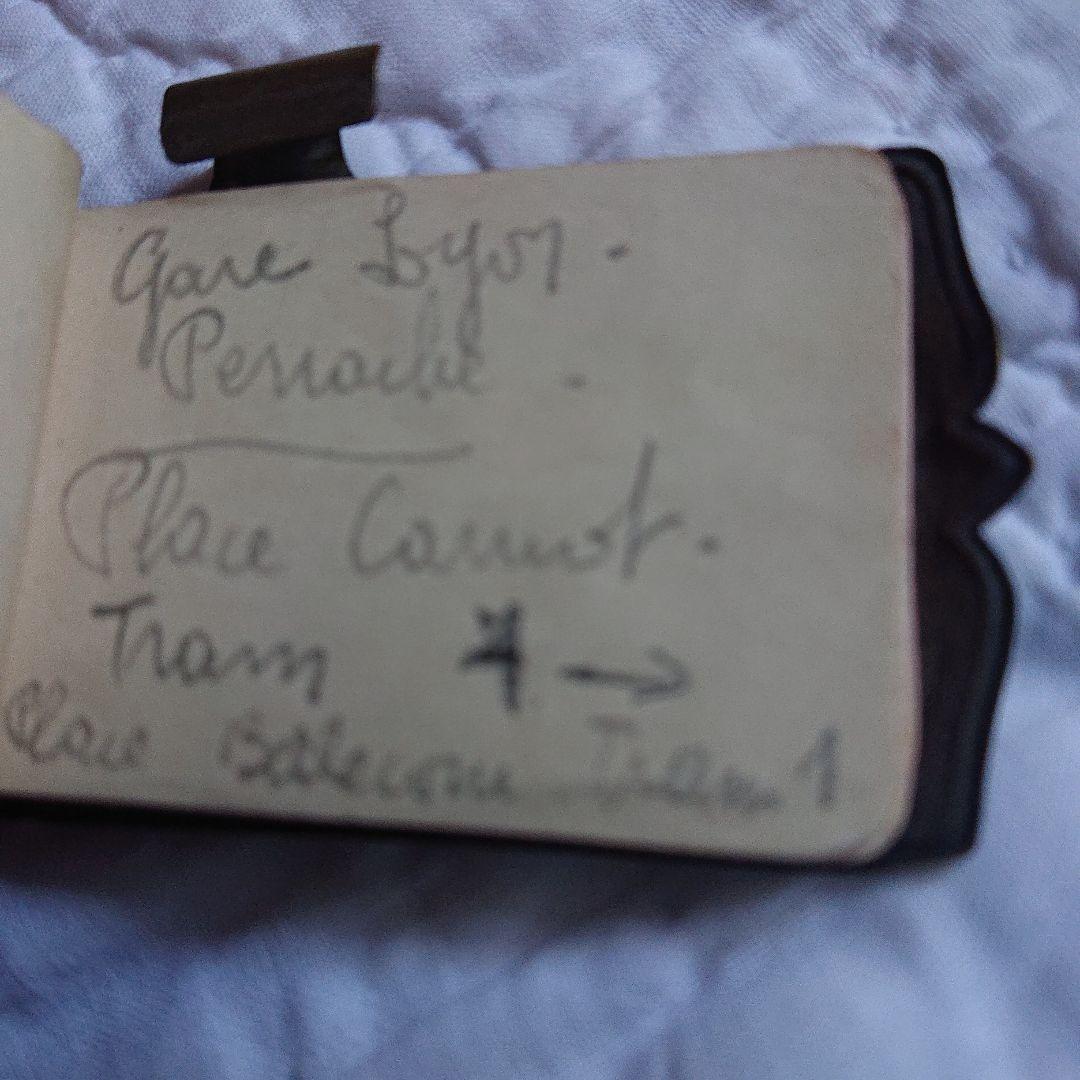 Gare Lyon.
Perrache.
Place Carnot.
Tram 4 →
Place Bellecour Tram 1